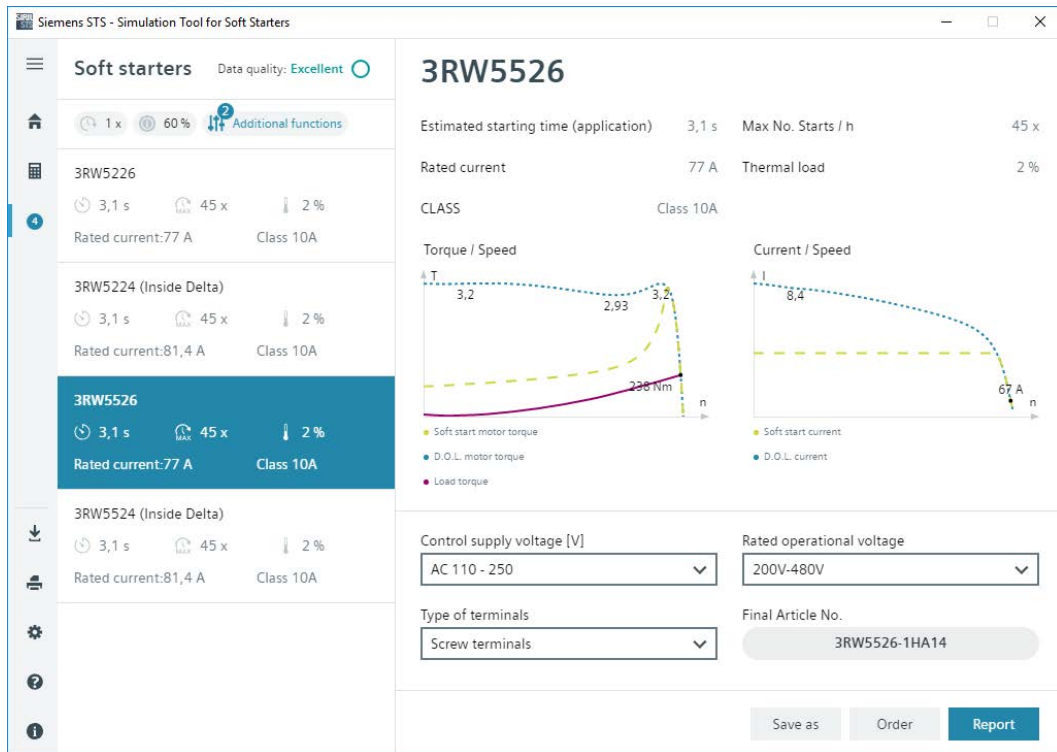 Siemens STS - Simulation Tool for Soft Starters
Soft starters
Data quality: Excellent
1 x
60 %
2
Additional functions
3RW5226
3,1 s
MAX
45 x
2 %
Rated current:77 A
Class 10A
4
3RW5224 (Inside Delta)
3,1 s
MAX
45 x
2 %
Rated current:81,4 A
Class 10A
3RW5526
3,1 s
MAX
45 x
2 %
Rated current:77 A
Class 10A
3RW5524 (Inside Delta)
3,1 s
MAX
45 x
2 %
Rated current:81,4 A
Class 10A
3RW5526
Estimated starting time (application)
3,1 s
Max No. Starts / h
45 x
Rated current
77 A
Thermal load
2 %
CLASS
Class 10A
Torque / Speed
T
3,2
2,93
3,2
238 Nm
n
Soft start motor torque
D.O.L. motor torque
Load torque
Current / Speed
I
8,4
67 A
n
Soft start current
D.O.L. current
Control supply voltage [V]
AC 110 - 250
Rated operational voltage
200V-480V
Type of terminals
Screw terminals
Final Article No.
3RW5526-1HA14
Save as
Order
Report